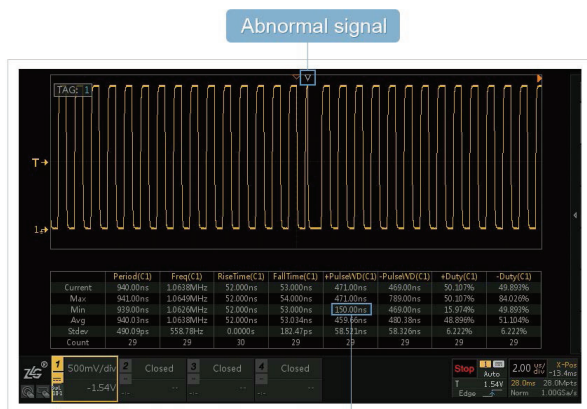 Abnormal signal
TAG: 1
T
1
Period(C1) Freq(C1) RiseTime(C1) FallTime(C1) +PulseWD(C1) -PulseWD(C1) +Duty(C1) -Duty(C1)
Current 940.00ns 1.0638MHz 52.000ns 53.000ns 471.00ns 469.00ns 50.107% 49.893%
Max 941.00ns 1.0649MHz 52.000ns 54.000ns 471.00ns 789.00ns 50.107% 84.026%
Min 939.00ns 1.0626MHz 52.000ns 53.000ns 150.00ns 469.00ns 15.974% 49.893%
Avg 940.03ns 1.0638MHz 52.000ns 53.034ns 459.66ns 480.38ns 48.896% 51.104%
Stdev 490.09ps 558.78Hz 0.0000s 182.47ps 58.521ns 58.326ns 6.222% 6.222%
Count 29 29 30 29 29 29 29 29
ZLG® 1 500mV/div 2 Closed 3 Closed 4 Closed Stop Auto 2.00 us/div X-Pos -13.4ms
-1.54V -- -- -- T 1.54V 28.0ms 28.0Mpts
Edge Norm 1.00GSa/s